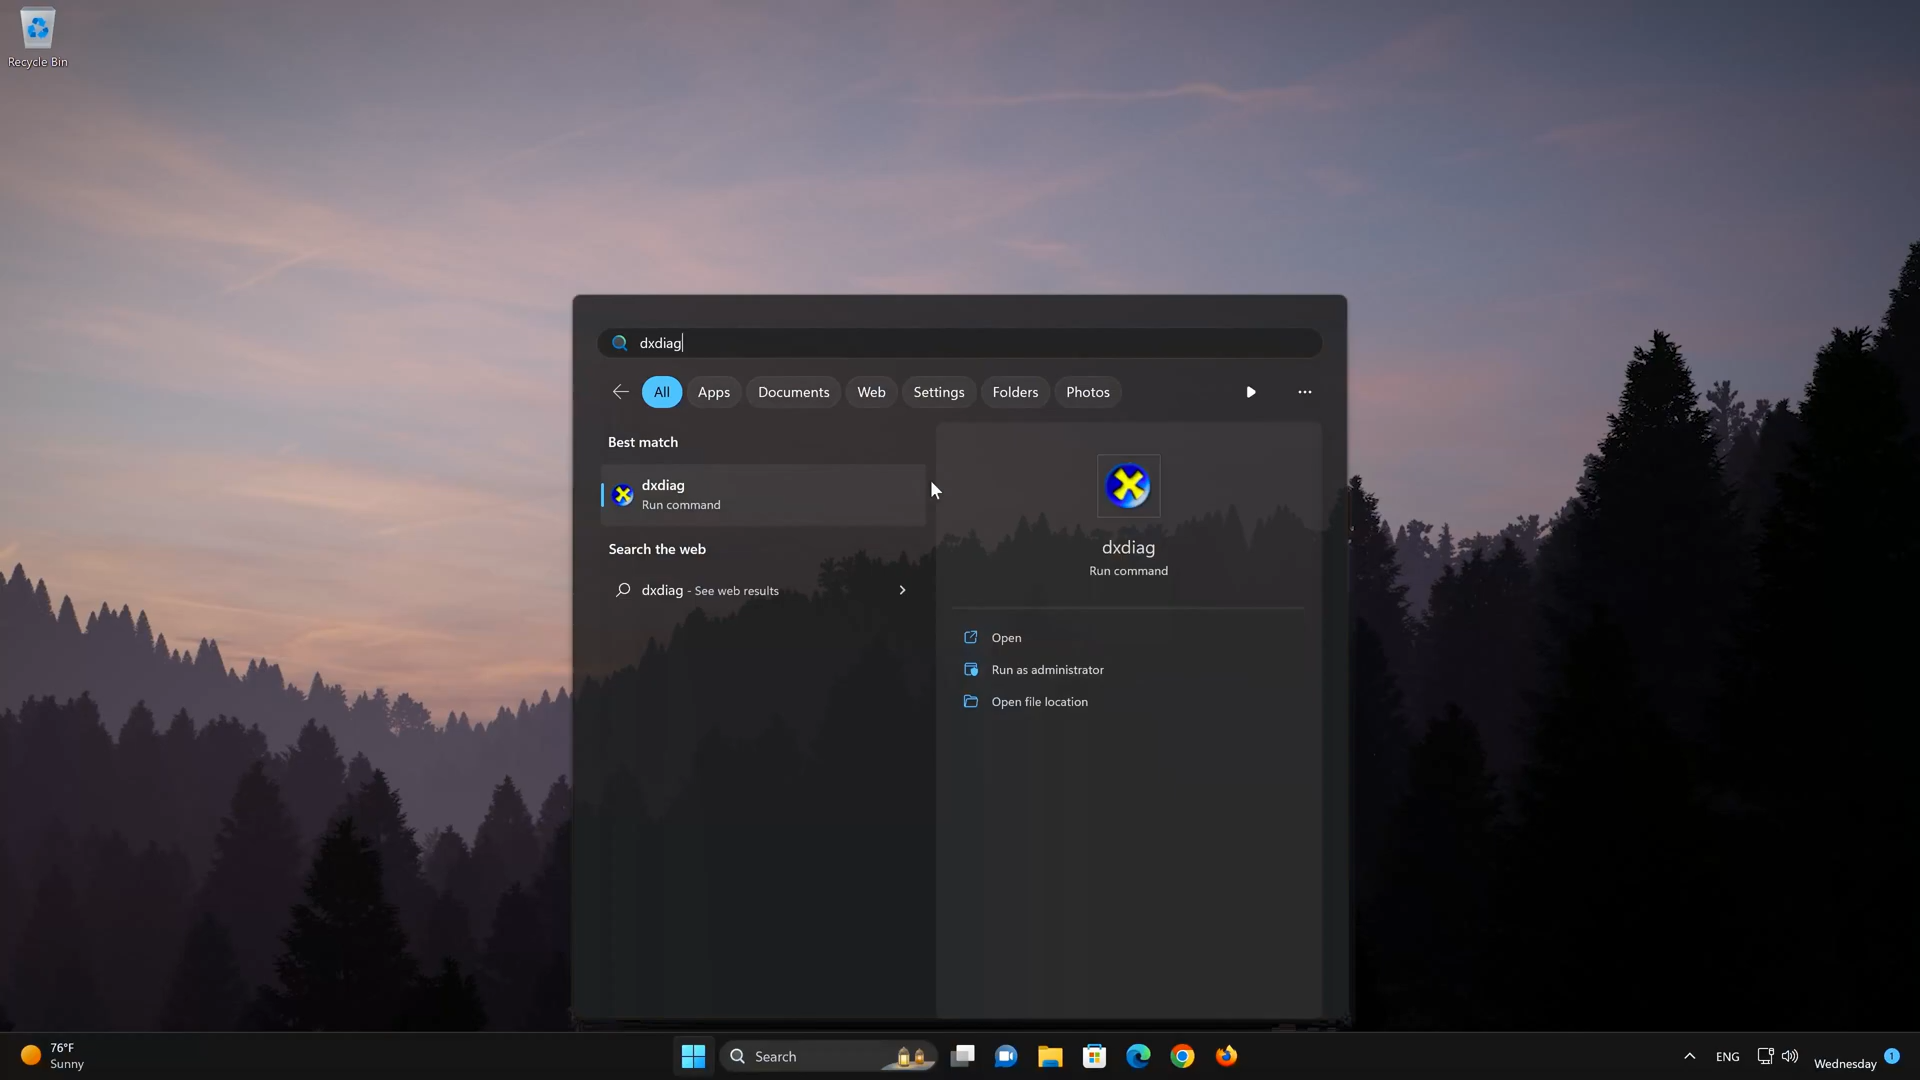 Recycle Bin
dxdiag
All Apps Documents Web Settings Folders Photos
Best match
dxdiag
Run command
Search the web
dxdiag - See web results
dxdiag
Run command
Open
Run as administrator
Open file location
76°F
Sunny
Search
ENG
Wednesday
1